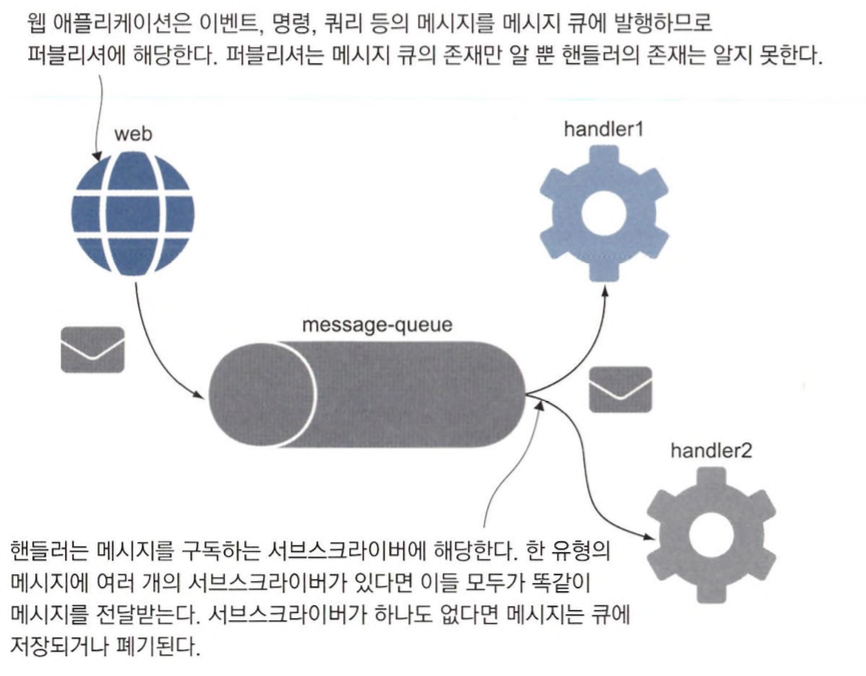 웹 애플리케이션은 이벤트, 명령, 쿼리 등의 메시지를 메시지 큐에 발행하므로
퍼블리셔에 해당한다. 퍼블리셔는 메시지 큐의 존재만 알 뿐 핸들러의 존재는 알지 못한다.
web
handler1
message-queue
handler2
핸들러는 메시지를 구독하는 서브스크라이버에 해당한다. 한 유형의
메시지에 여러 개의 서브스크라이버가 있다면 이들 모두가 똑같이
메시지를 전달받는다. 서브스크라이버가 하나도 없다면 메시지는 큐에
저장되거나 폐기된다.